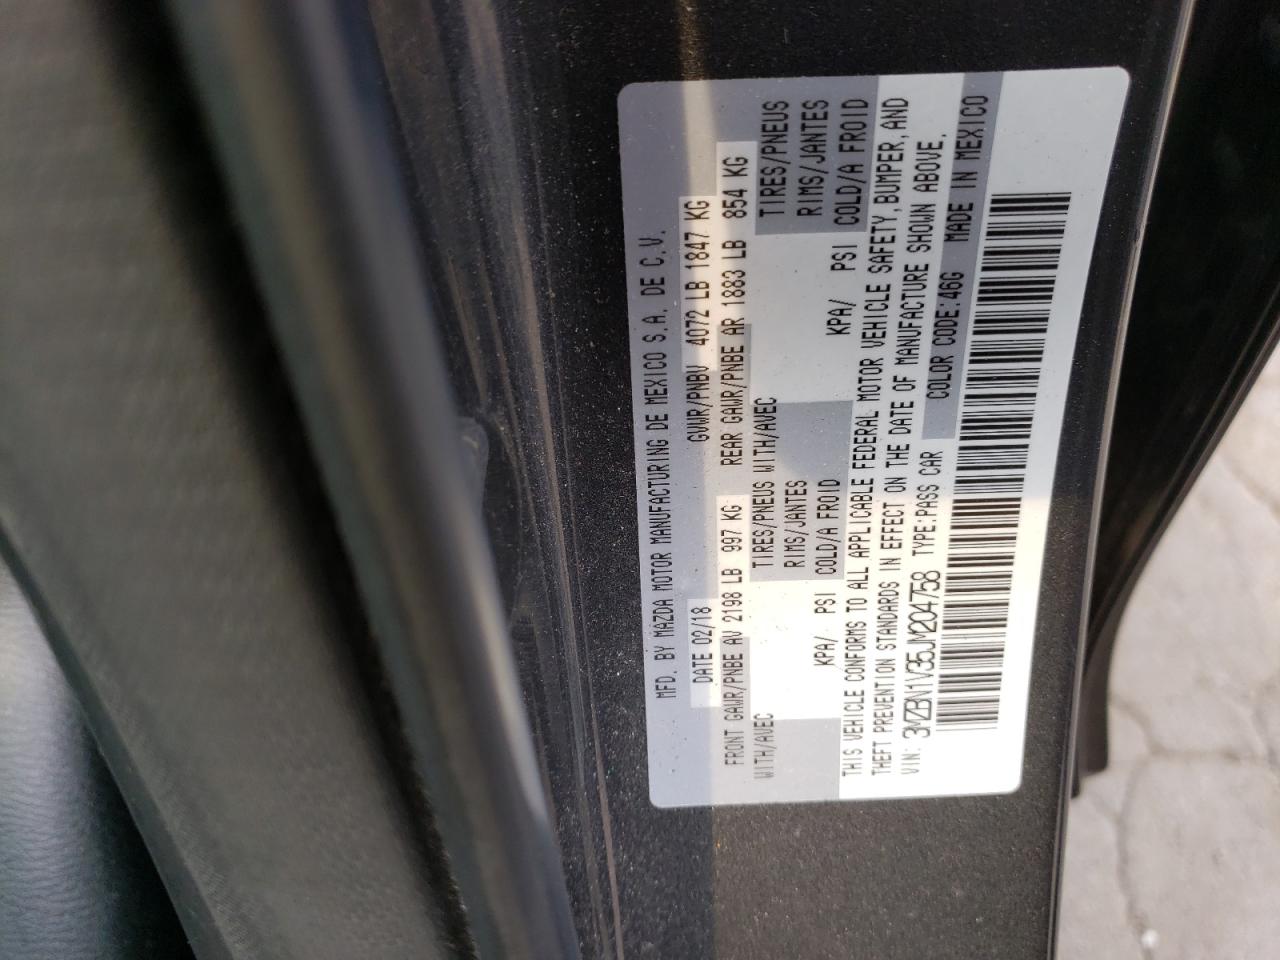 MFD. BY MAZDA MOTOR MANUFACTURING DE MEXICO S.A. DE C.V.
DATE 02/18 GVWR/PNBV 4072 LB 1847 KG
FRONT GAWR/PNBE AV 2198 LB 997 KG REAR GAWR/PNBE AR 1883 LB 854 KG
WITH/AVEC TIRES/PNEUS WITH/AVEC TIRES/PNEUS
RIMS/JANTES RIMS/JANTES
KPA/ PSI COLD/A FROID KPA/ PSI COLD/A FROID
THIS VEHICLE CONFORMS TO ALL APPLICABLE FEDERAL MOTOR VEHICLE SAFETY, BUMPER, AND
THEFT PREVENTION STANDARDS IN EFFECT ON THE DATE OF MANUFACTURE SHOWN ABOVE.
VIN: 3MZBN1V35JM204758 TYPE:PASS CAR COLOR CODE:46G MADE IN MEXICO